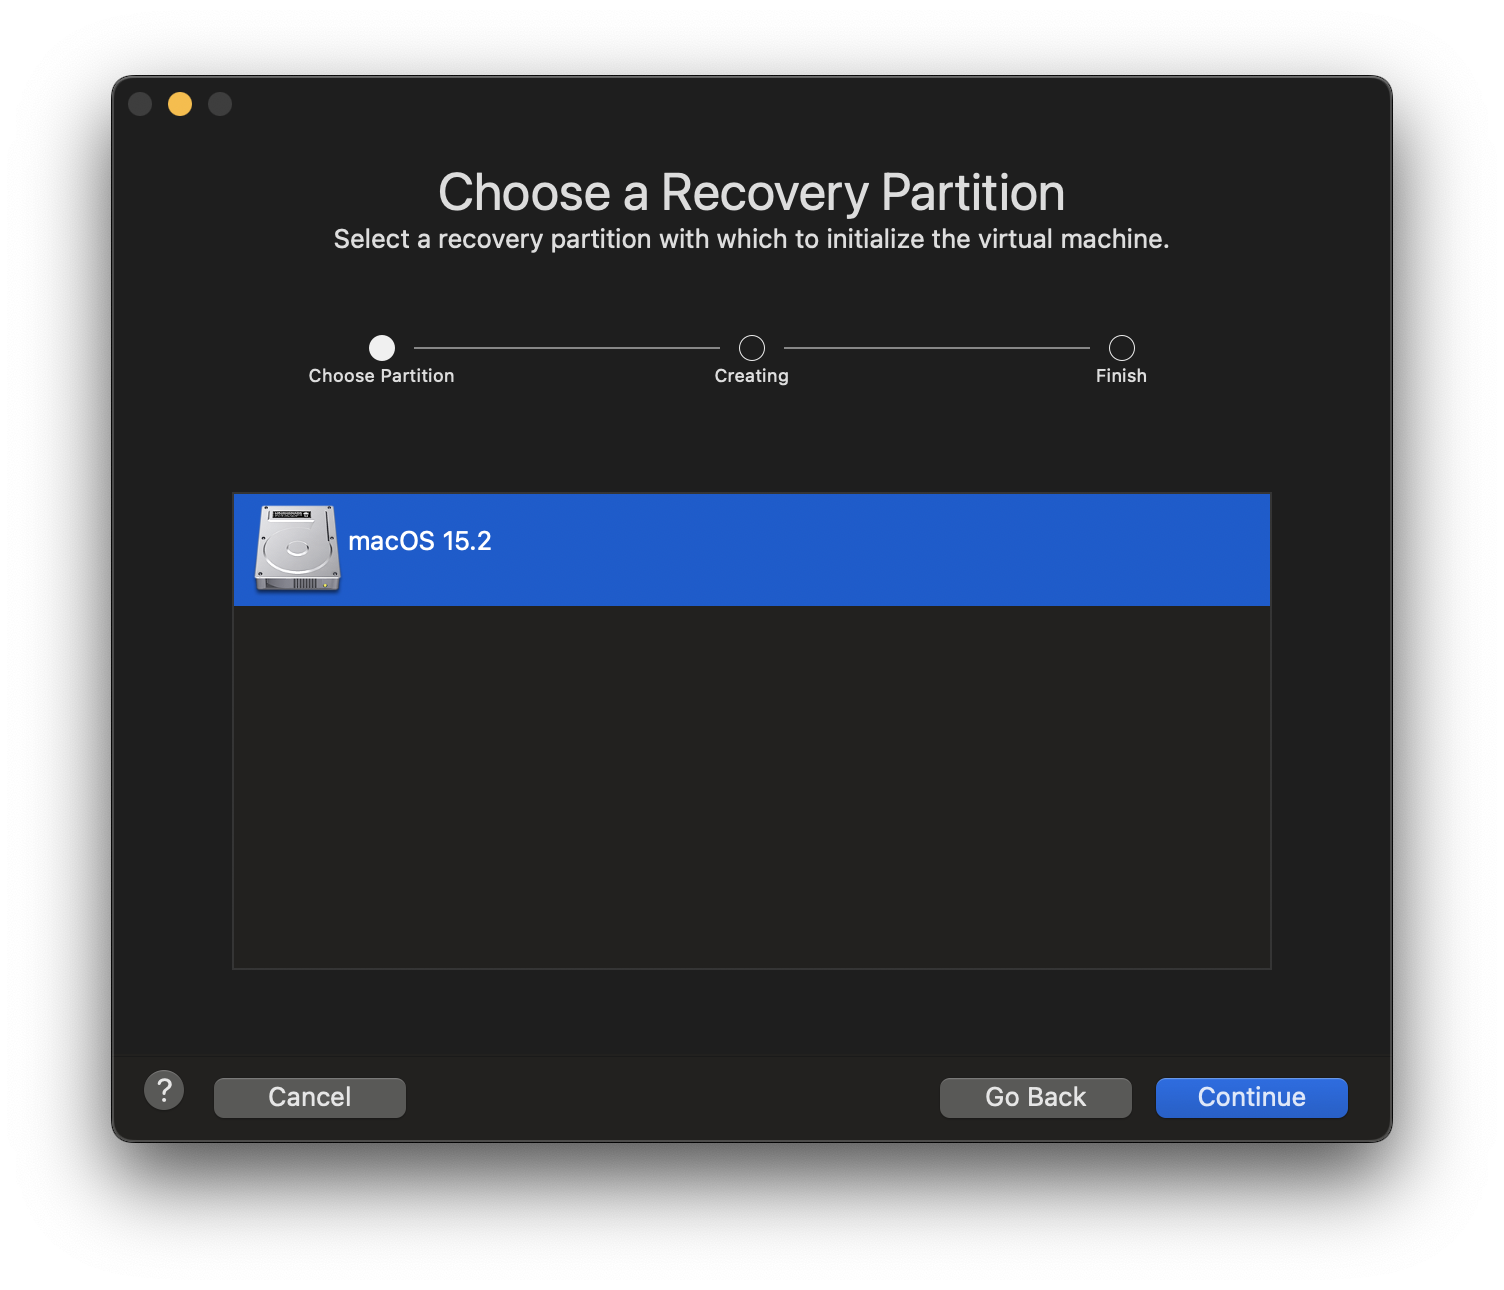 Choose a Recovery Partition
Select a recovery partition with which to initialize the virtual machine.
Choose Partition
Creating
Finish
macOS 15.2
?
Cancel
Go Back
Continue